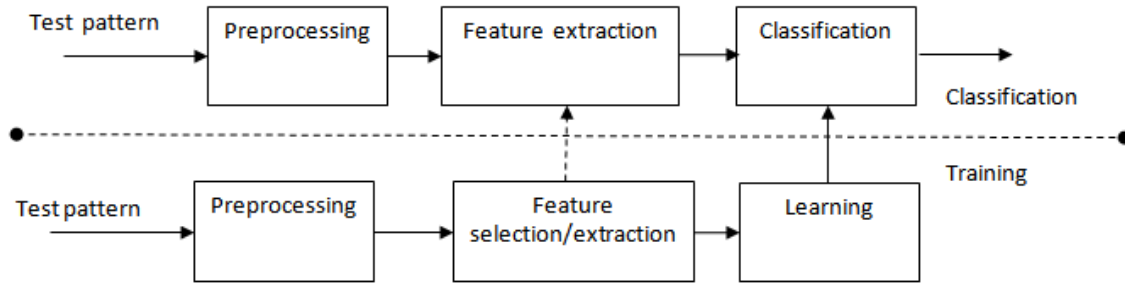 Test pattern
Preprocessing
Feature extraction
Classification
Classification
Training
Test pattern
Preprocessing
Feature
selection/extraction
Learning